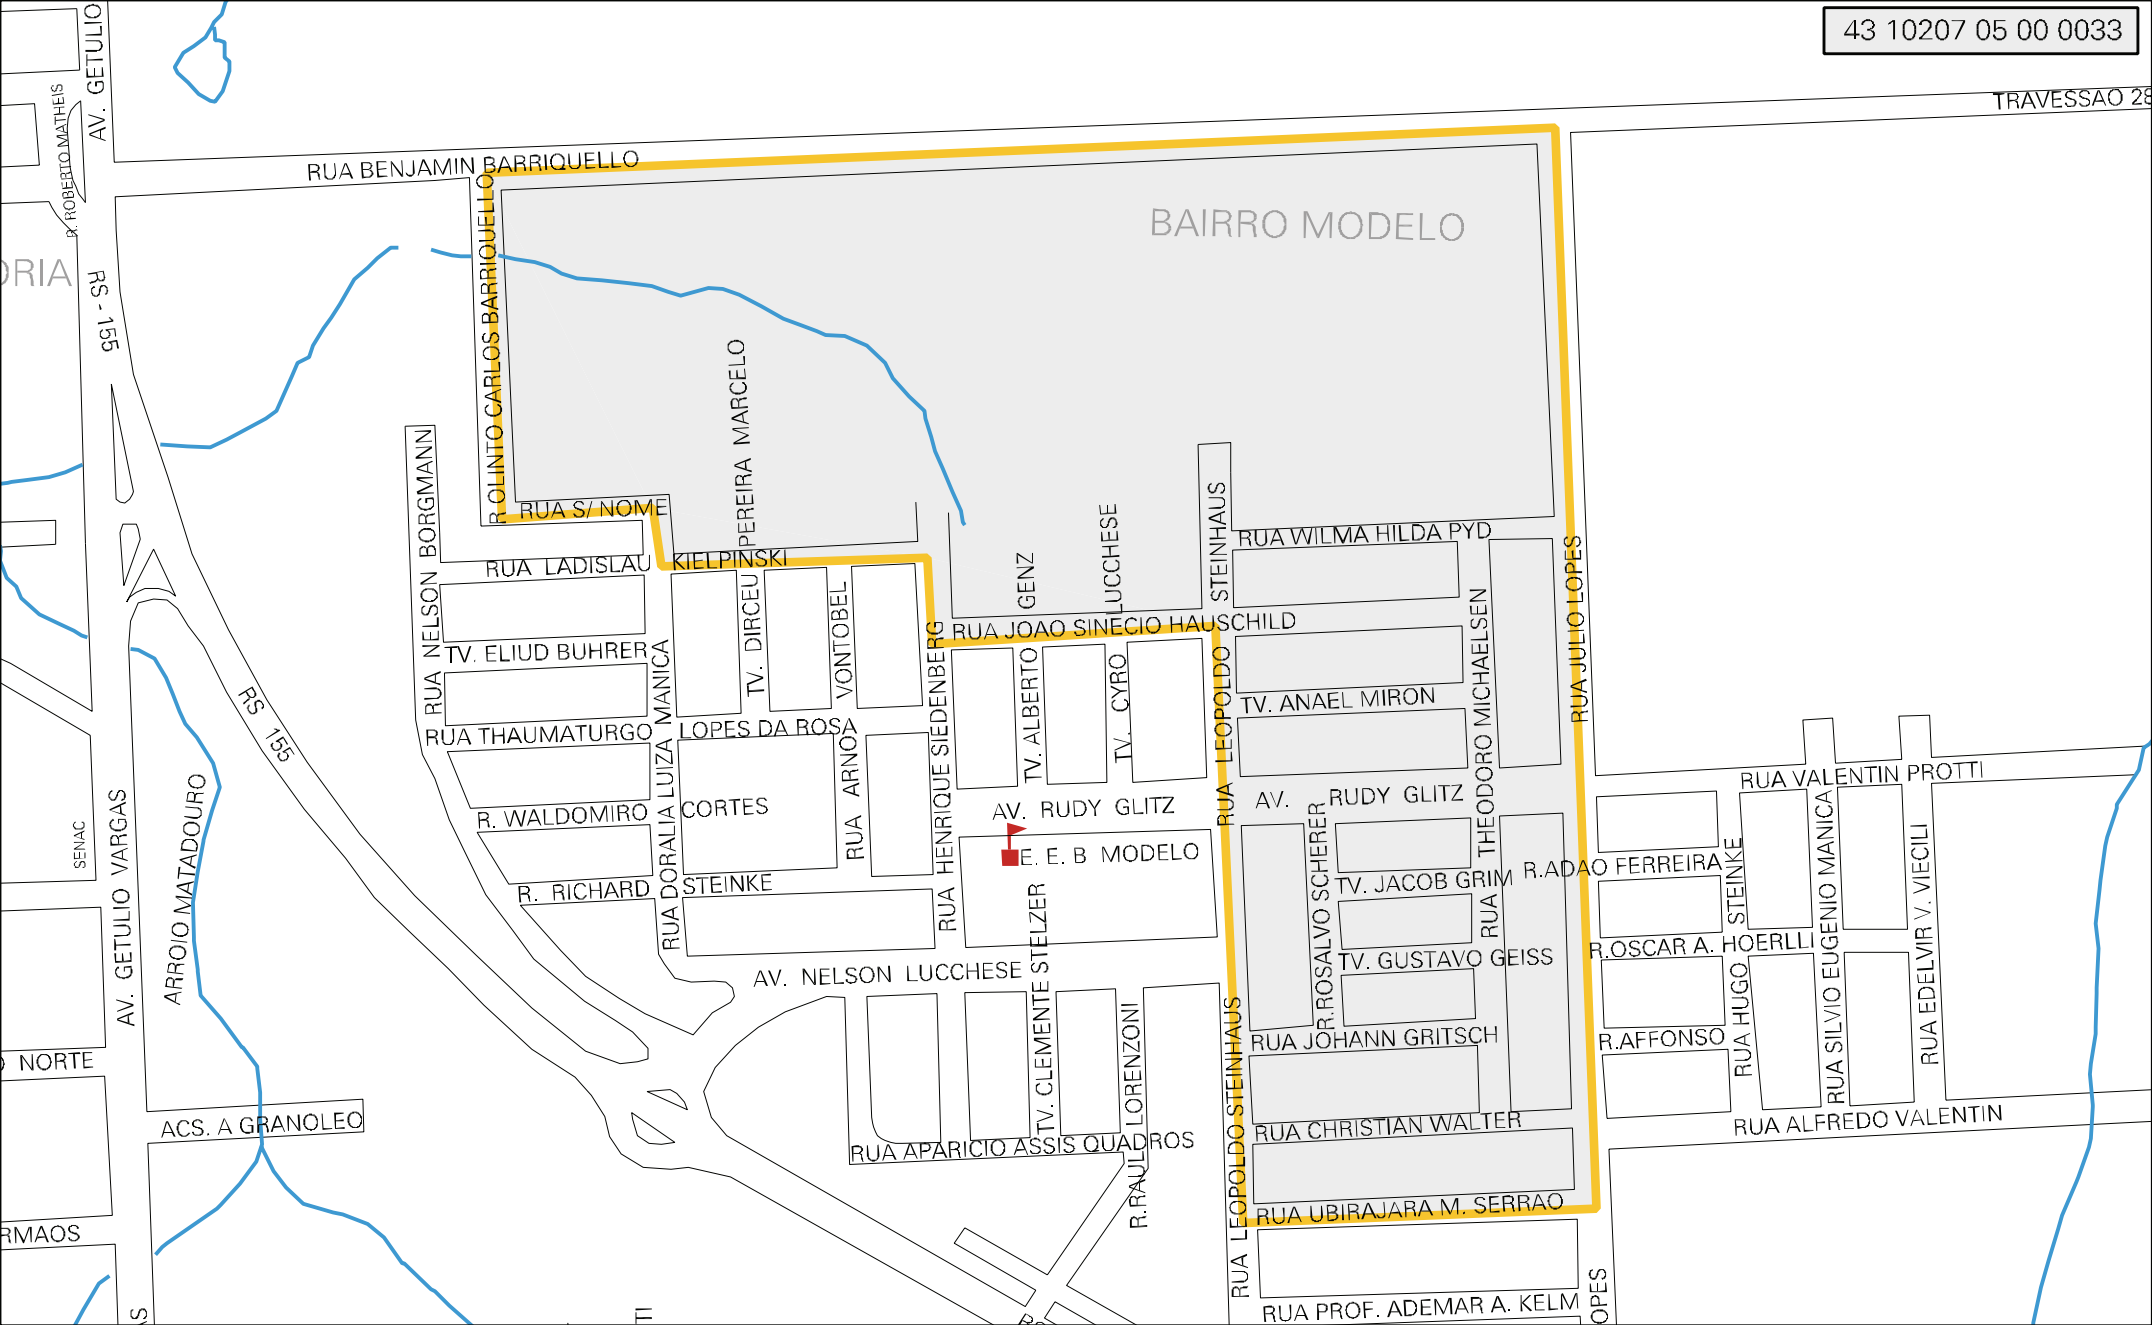 43 10207 05 00 0033
AV. GETULIO
TRAVESSAO 28
R. ROBERTO MATHEIS
RUA BENJAMIN BARRIQUELLO
BAIRRO MODELO
ORIA
RS - 155
R OLINTO CARLOS BARRIQUELLO
PEREIRA MARCELO
RUA S/ NOME
RUA NELSON BORGMANN
RUA LADISLAU KIELPINSKI
GENZ
LUCCHESE
STEINHAUS
RUA WILMA HILDA PYD
RUA JULIO LOPES
TV. DIRCEU
VONTOBEL
RUA JOAO SINECIO HAUSCHILD
TV. ELIUD BUHRER
RUA DORALIA LUIZA MANICA
RUA HENRIQUE SIEDENBERG
TV. ALBERTO
TV. CYRO
RUA LEOPOLDO
TV. ANAEL MIRON
RUA THEODORO MICHAELSEN
RS 155
RUA THAUMATURGO LOPES DA ROSA
RUA ARNO
RUA VALENTIN PROTTI
AV. RUDY GLITZ
AV. RUDY GLITZ
R. WALDOMIRO CORTES
SENAC
AV. GETULIO VARGAS
ARROIO MATADOURO
E. E. B MODELO
R.ROSALVO SCHERER
TV. JACOB GRIM
R.ADAO FERREIRA
RUA HUGO STEINKE
RUA SILVIO EUGENIO MANICA
RUA EDELVIR V. VIECILI
R. RICHARD STEINKE
TV. CLEMENTE STELZER
TV. GUSTAVO GEISS
R.OSCAR A. HOERLLI
AV. NELSON LUCCHESE
R.RAUL LORENZONI
RUA LEOPOLDO STEINHAUS
RUA JOHANN GRITSCH
R.AFFONSO
O NORTE
ACS. A GRANOLEO
RUA APARICIO ASSIS QUADROS
RUA CHRISTIAN WALTER
RUA ALFREDO VALENTIN
RMAOS
RUA UBIRAJARA M. SERRAO
RUA PROF. ADEMAR A. KELM
OPES
AS
TI